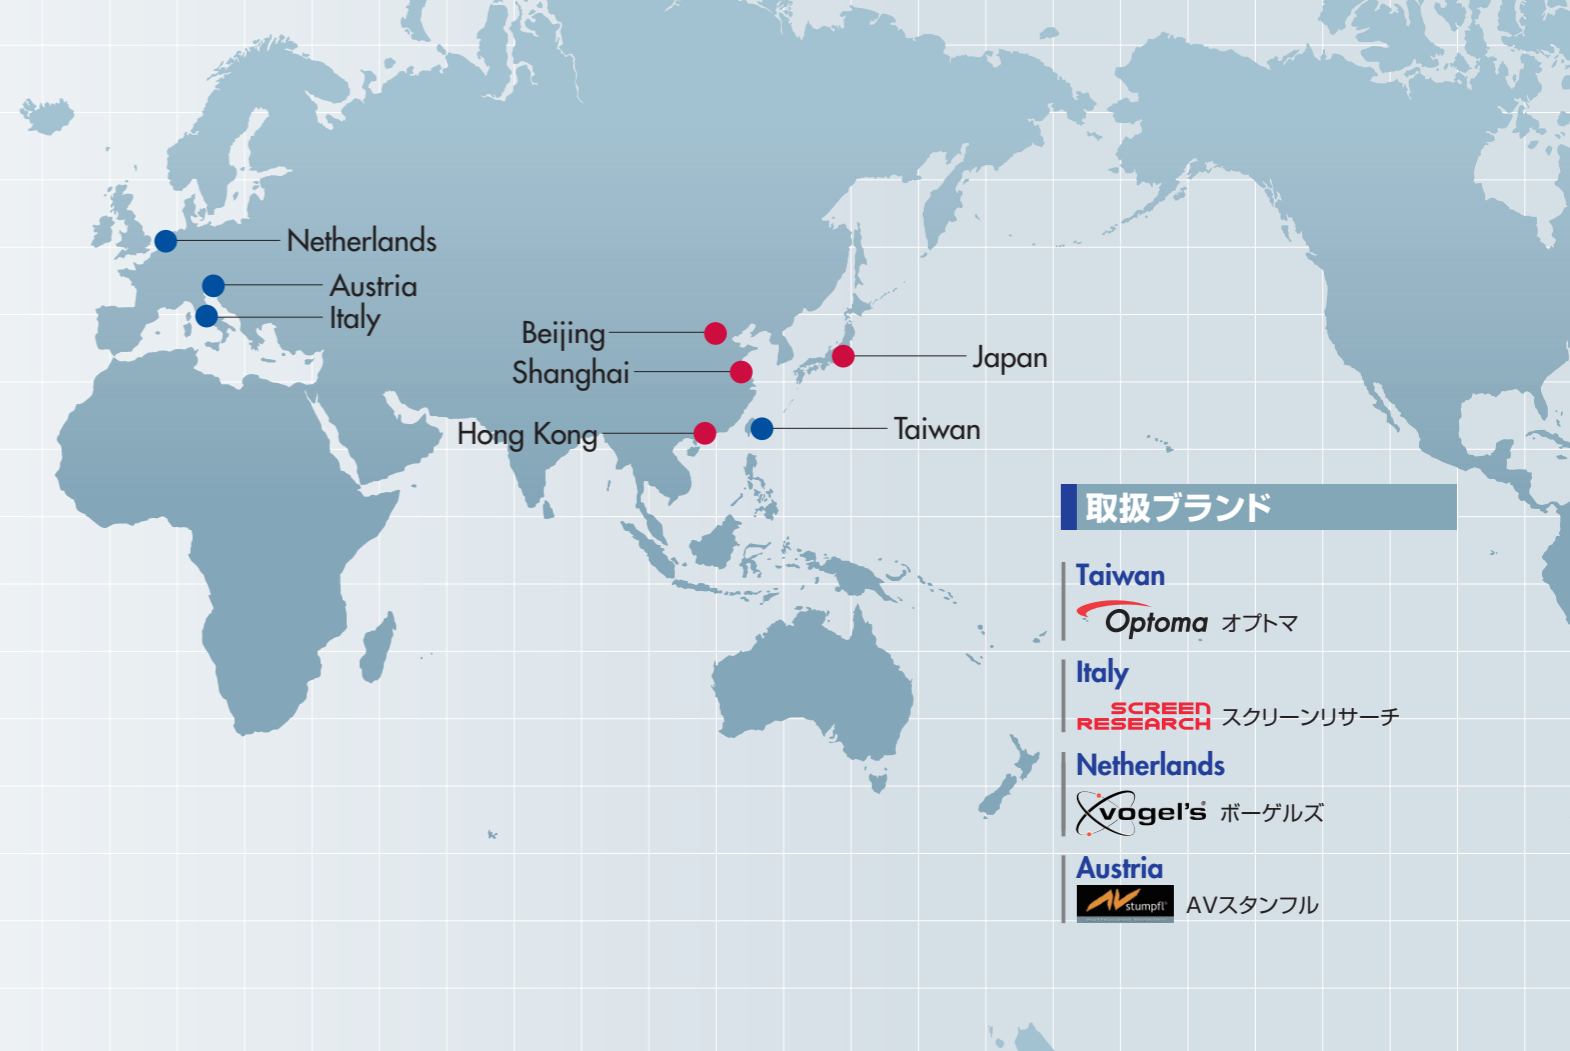 Netherlands
Austria
Italy
Beijing
Shanghai
Hong Kong
Japan
Taiwan
取扱ブランド
Taiwan
Optoma オプトマ
Italy
SCREEN
RESEARCH スクリーンリサーチ
Netherlands
vogel's® ボーゲルズ
Austria
AV stumpfl® AVスタンフル